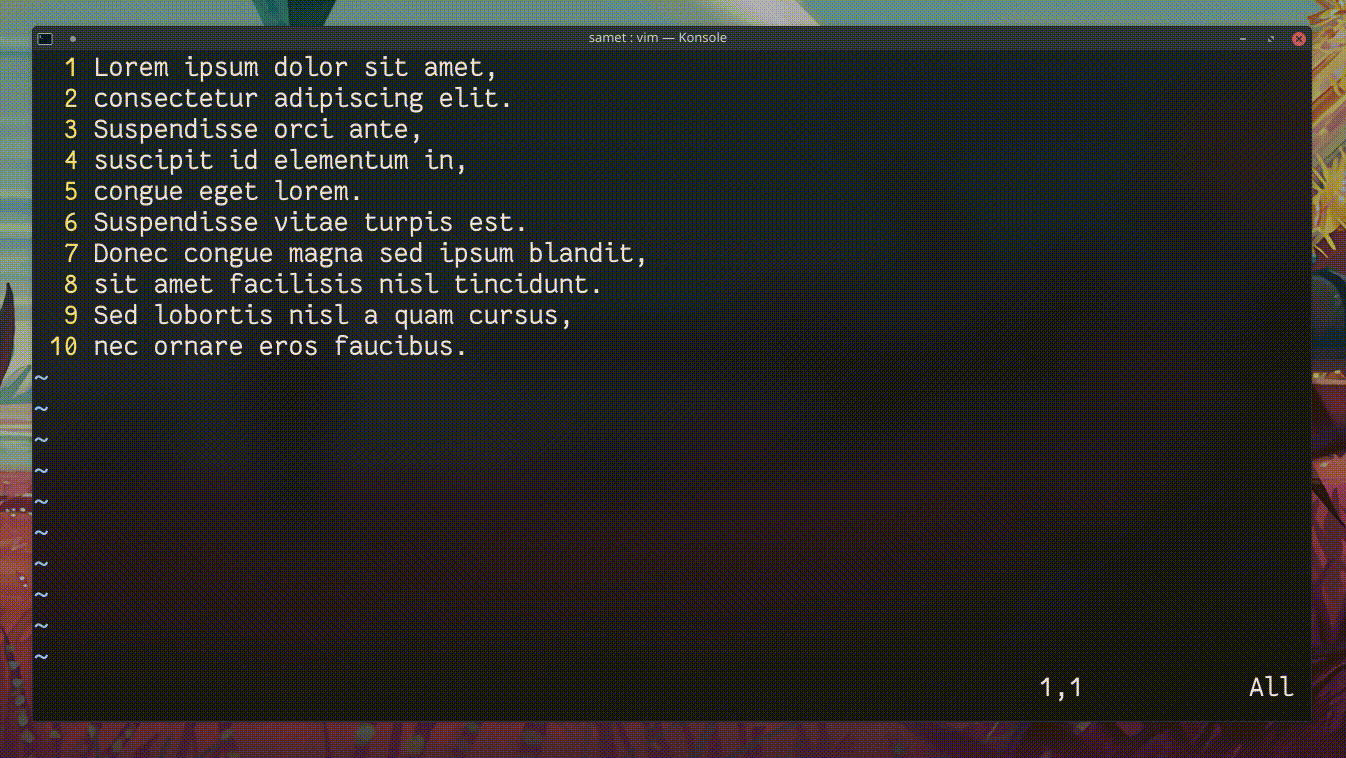 samet : vim — Konsole
1 Lorem ipsum dolor sit amet,
2 consectetur adipiscing elit.
3 Suspendisse orci ante,
4 suscipit id elementum in,
5 congue eget lorem.
6 Suspendisse vitae turpis est.
7 Donec congue magna sed ipsum blandit,
8 sit amet facilisis nisl tincidunt.
9 Sed lobortis nisl a quam cursus,
10 nec ornare eros faucibus.
~
~
~
~
~
~
~
~
~
~
1,1 All